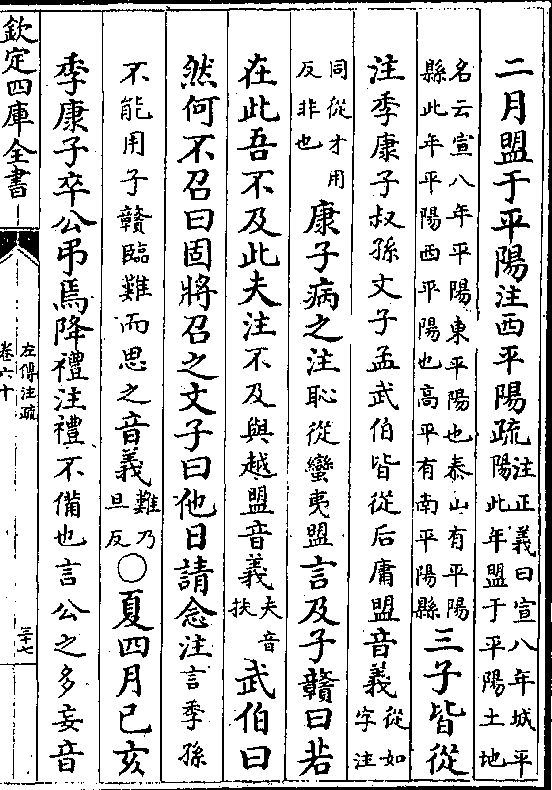 二月盟于平陽注西平陽疏注正義曰宣八年城平
陽此年盟于平陽土地
名云宣八年平陽東平陽也泰山有平陽
縣此年平陽西平陽也高平有南平陽縣三子皆從
注季康子叔孫文子孟武伯皆從后庸盟音義從如
字注
同從才用
反非也康子病之注恥從蠻夷盟言及子贛曰若
在此吾不及此夫注不及與越盟音義夫音
扶武伯曰
然何不召曰固將召之文子曰他日請念注言季孫
不能用子贛臨難而思之音義難乃
旦反○夏四月己亥
季康子卒公弔焉降禮注禮不備也言公之多妄音
欽定四庫全書
左傳注疏
卷六十
三十七